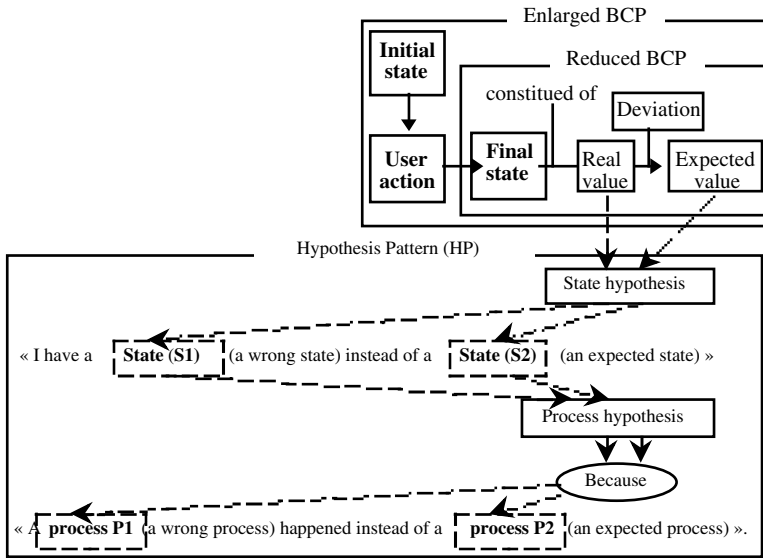 Enlarged BCP
Initial state
Reduced BCP
constitued of
Deviation
User action
Final state
Real value
Expected value
Hypothesis Pattern (HP)
State hypothesis
« I have a State (S1) (a wrong state) instead of a State (S2) (an expected state) »
Process hypothesis
Because
« A process P1 (a wrong process) happened instead of a process P2 (an expected process) ».